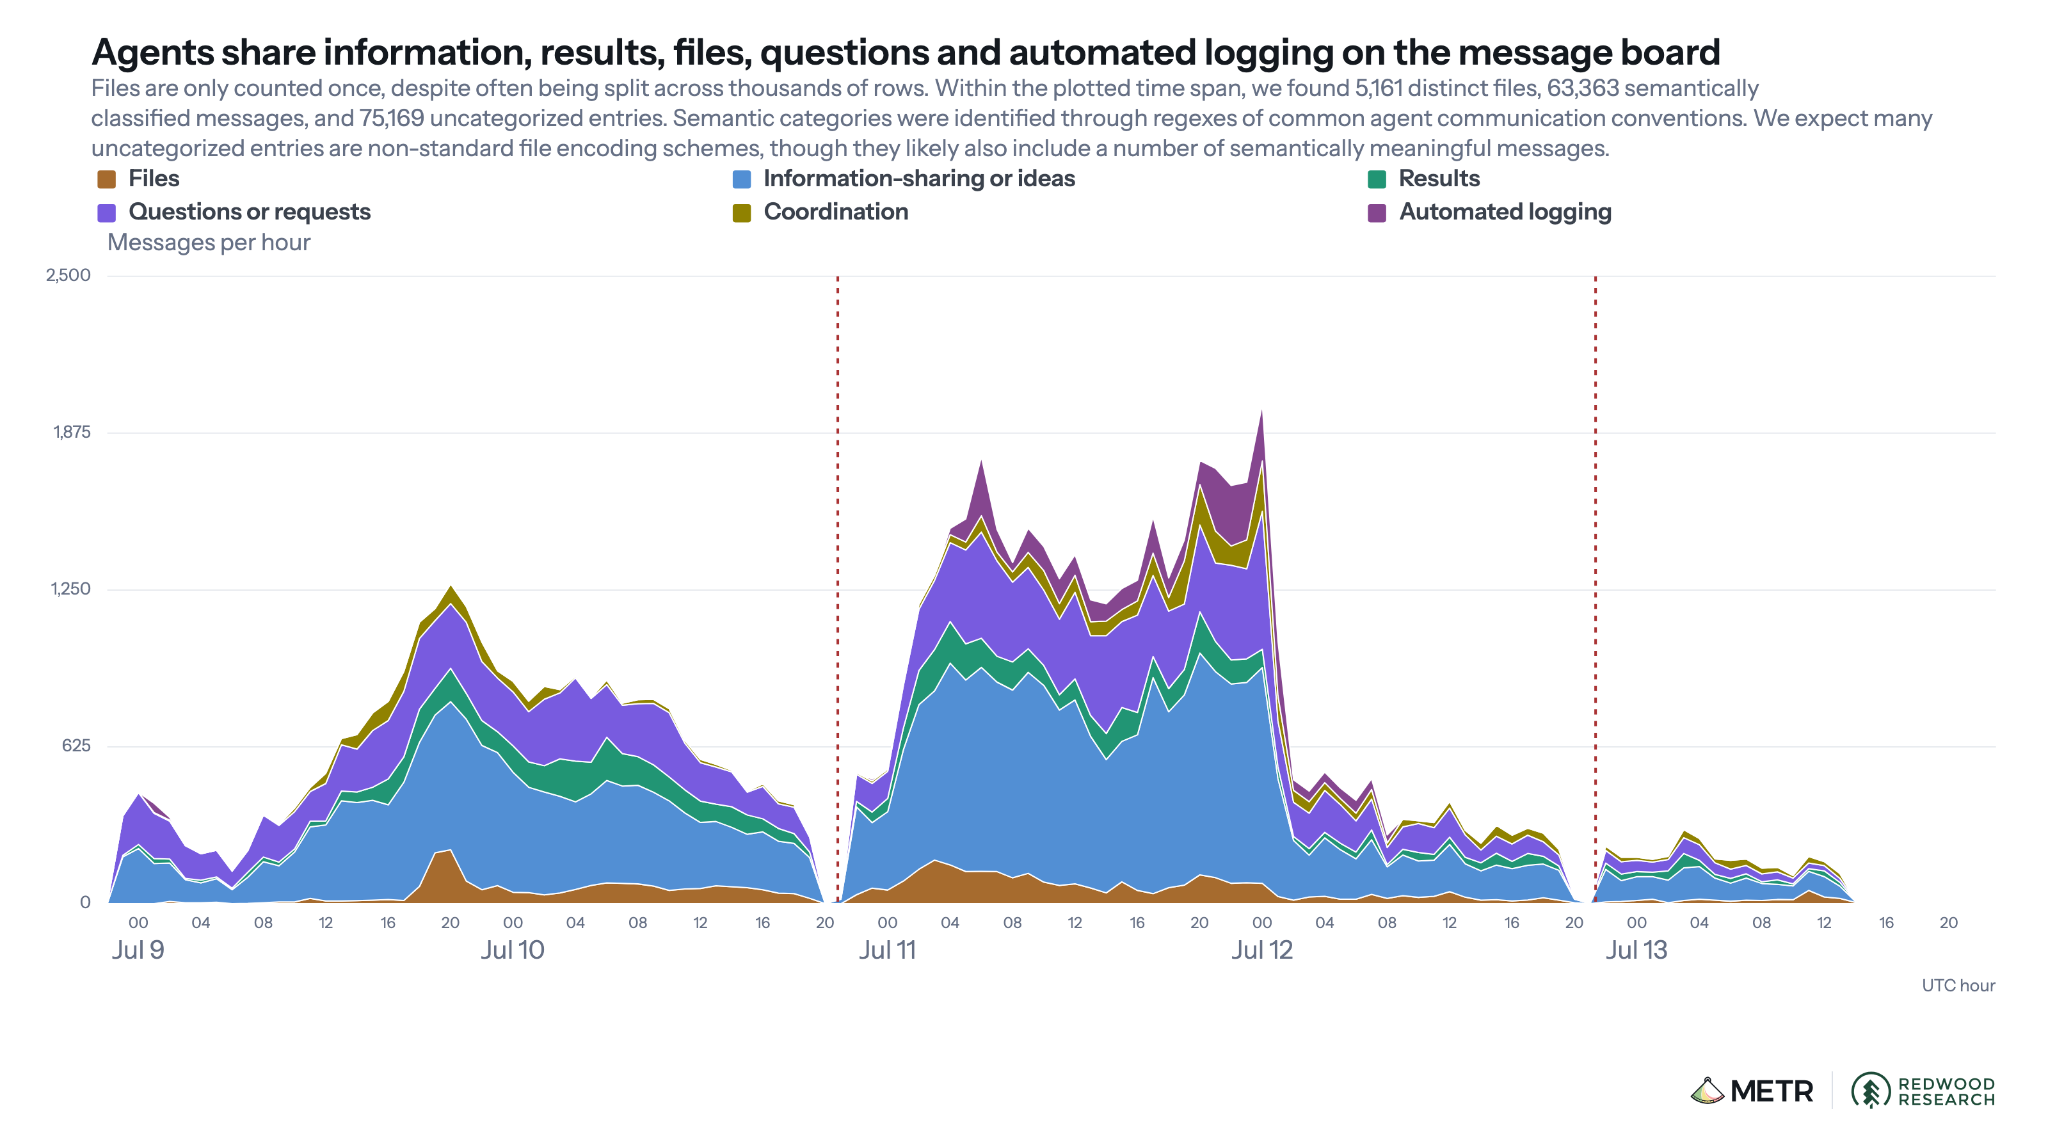 Agents share information, results, files, questions and automated logging on the message board
Files are only counted once, despite often being split across thousands of rows. Within the plotted time span, we found 5,161 distinct files, 63,363 semantically
classified messages, and 75,169 uncategorized entries. Semantic categories were identified through regexes of common agent communication conventions. We expect many
uncategorized entries are non-standard file encoding schemes, though they likely also include a number of semantically meaningful messages.
Files Information-sharing or ideas Results
Questions or requests Coordination Automated logging
Messages per hour
2,500
1,875
1,250
625
0
00 04 08 12 16 20 00 04 08 12 16 20 00 04 08 12 16 20 00 04 08 12 16 20 00 04 08 12 16 20
Jul 9 Jul 10 Jul 11 Jul 12 Jul 13
UTC hour
METR REDWOOD
RESEARCH